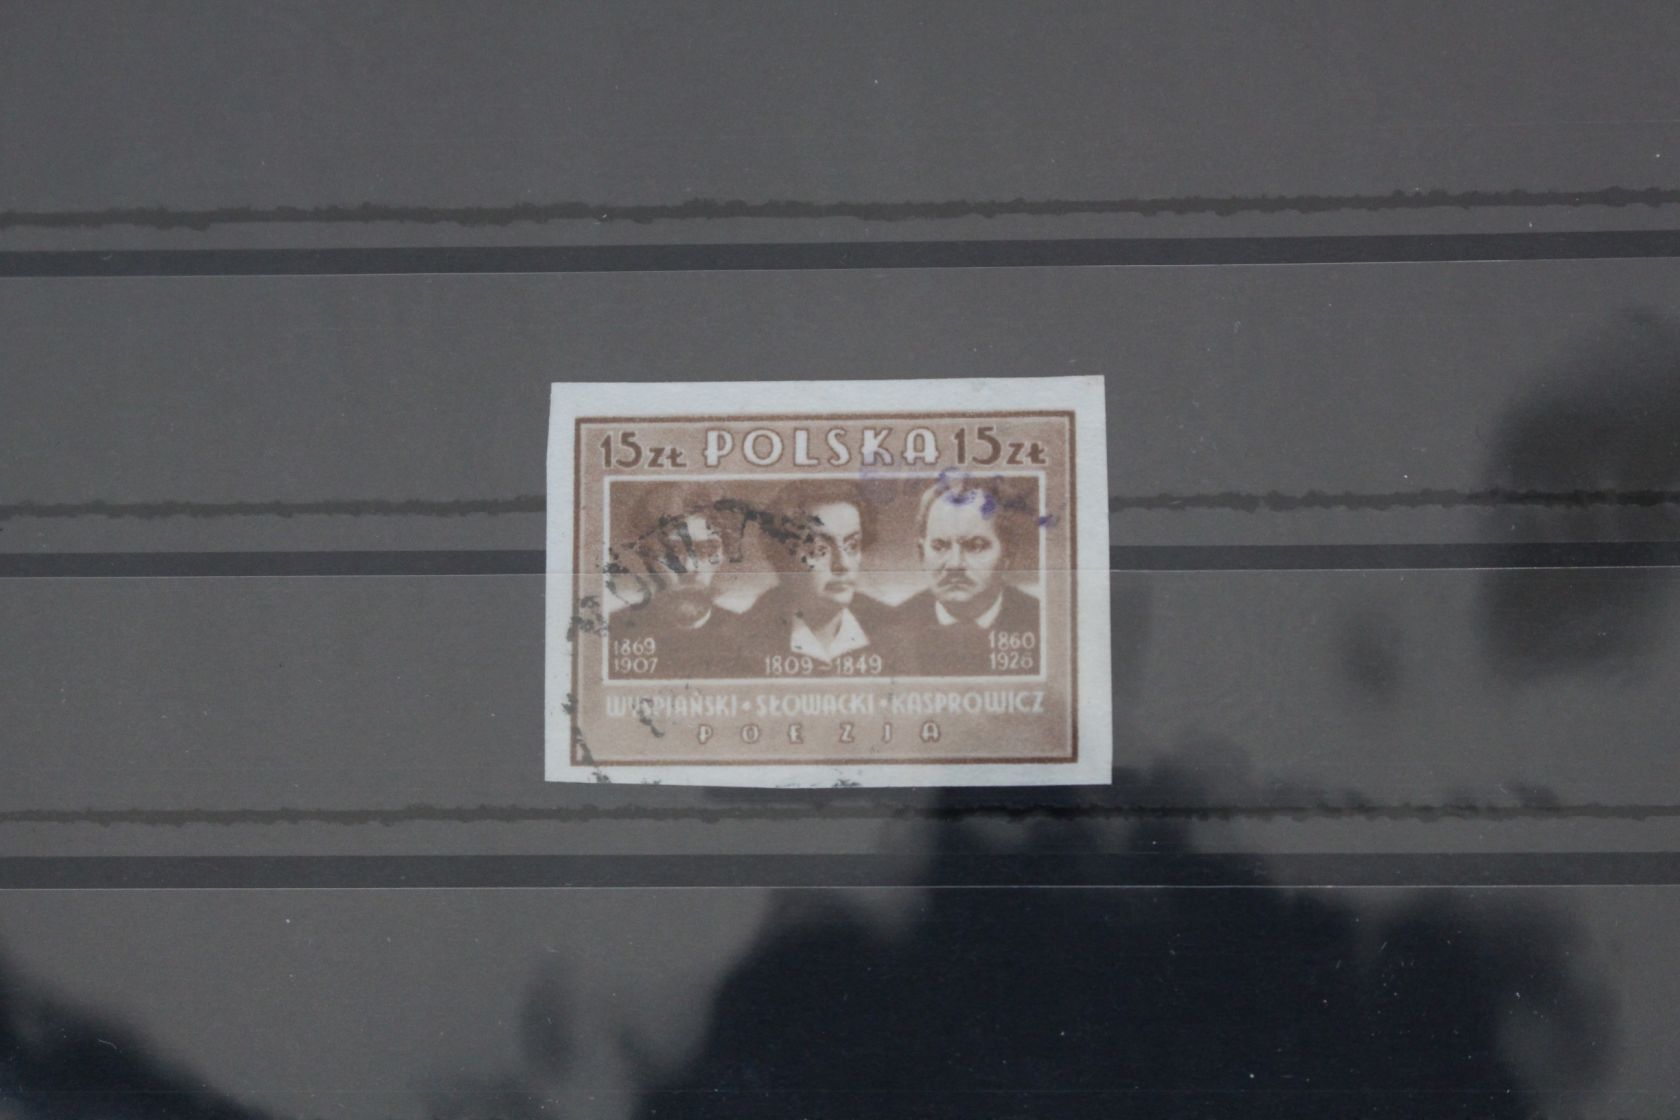 15 ZŁ POLSKA 15 ZŁ
1869
1907
1809-1849
1860
1926
WYSPIAŃSKI • SŁOWACKI • KASPROWICZ
POEZJA